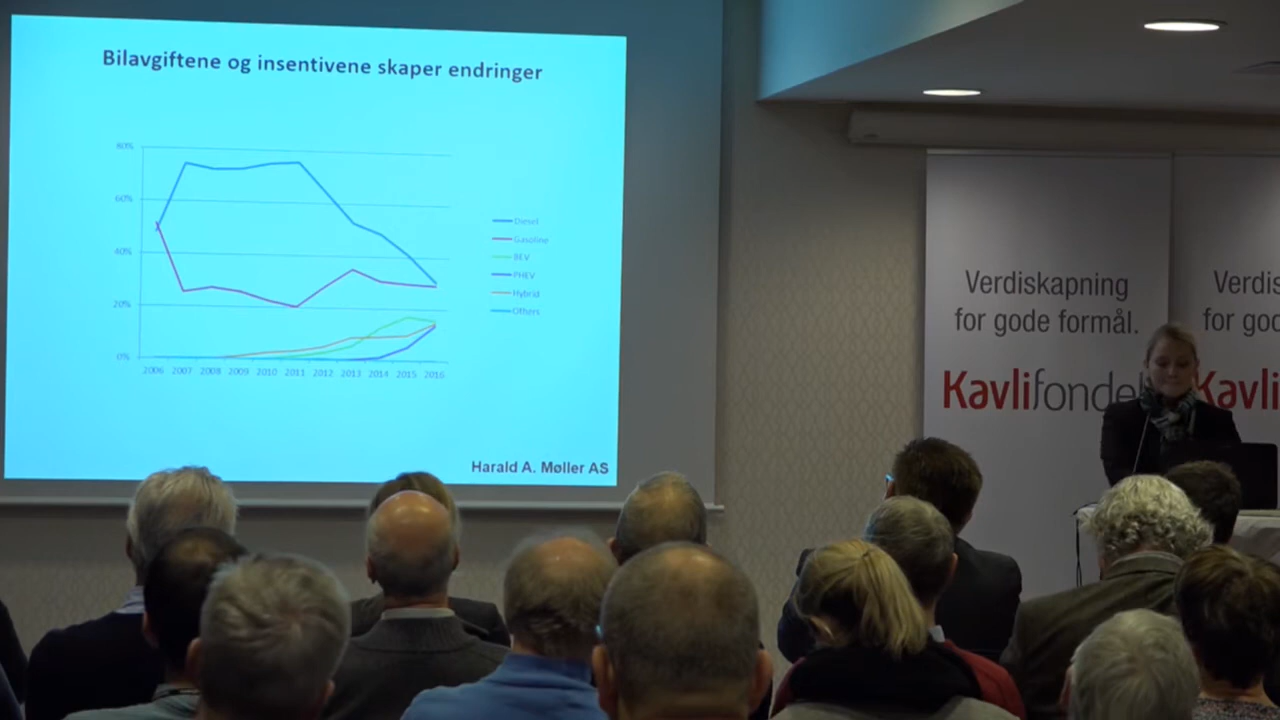 Bilavgiftene og insentivene skaper endringer
80%
60%
40%
20%
0%
2006 2007 2008 2009 2010 2011 2012 2013 2014 2015 2016
Diesel
Gasoline
BEV
PHEV
Hybrid
Others
Harald A. Møller AS
Verdiskapning
for gode formål.
Kavlifonde
Verdis
for god
Kavli